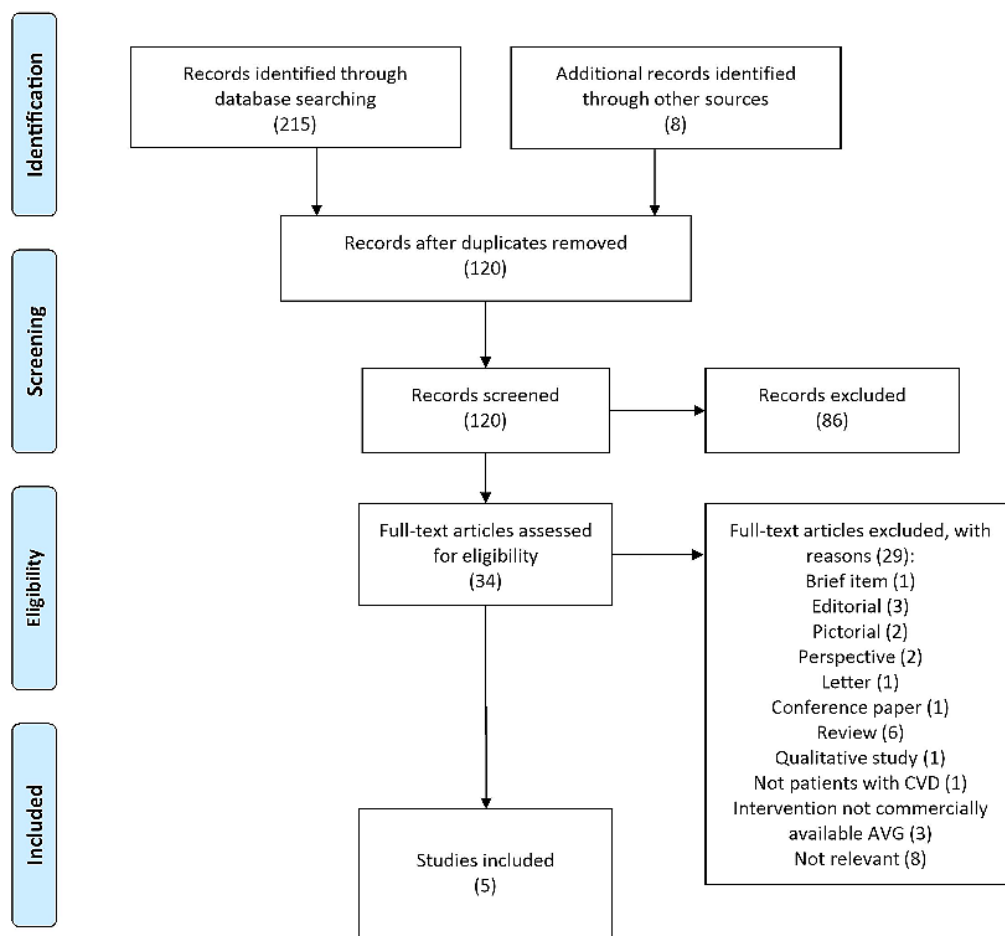 Identification
Records identified through
database searching
(215)
Additional records identified
through other sources
(8)
Records after duplicates removed
(120)
Screening
Records screened
(120)
Records excluded
(86)
Eligibility
Full-text articles assessed
for eligibility
(34)
Full-text articles excluded, with
reasons (29):
Brief item (1)
Editorial (3)
Pictorial (2)
Perspective (2)
Letter (1)
Conference paper (1)
Review (6)
Qualitative study (1)
Not patients with CVD (1)
Intervention not commercially
available AVG (3)
Not relevant (8)
Included
Studies included
(5)